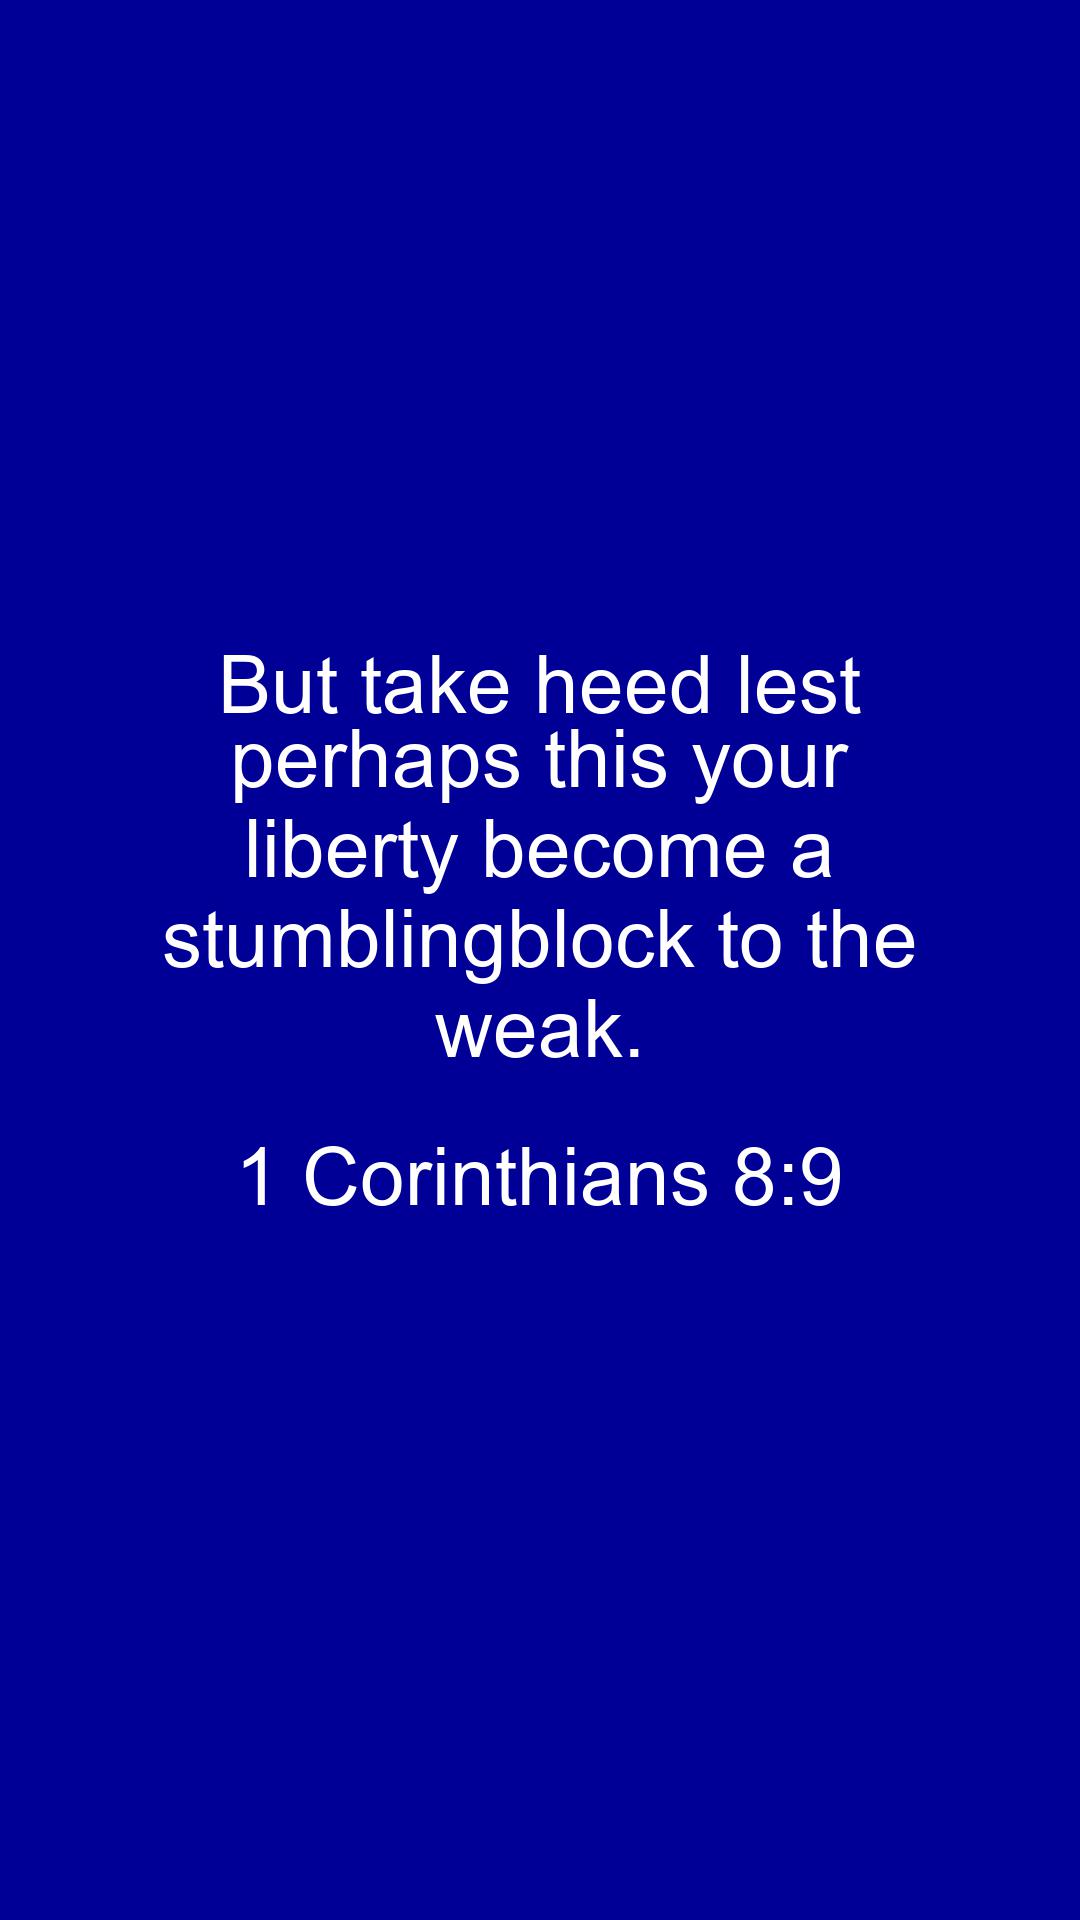 But take heed lest
perhaps this your
liberty become a
stumblingblock to the
weak.
1 Corinthians 8:9